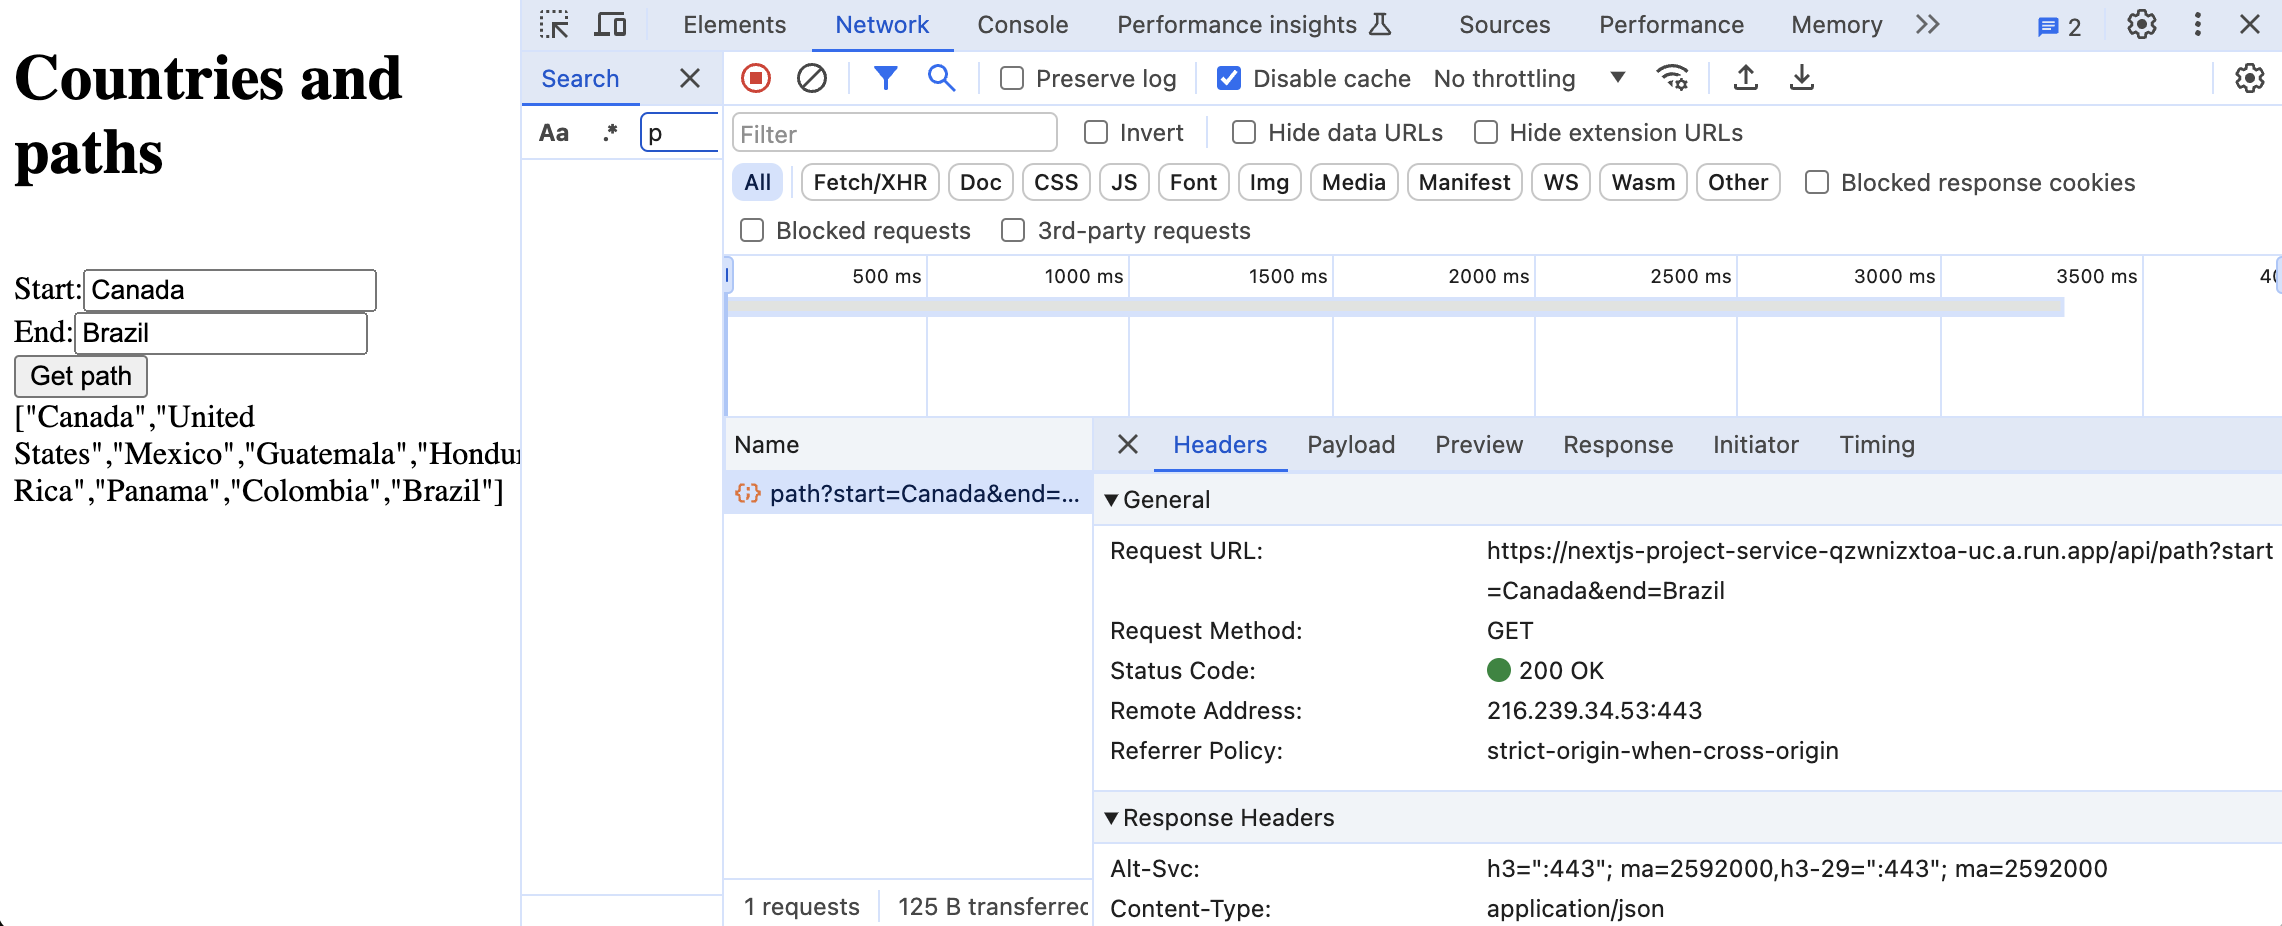 Countries and
paths
Start: Canada
End: Brazil
Get path
["Canada","United
States","Mexico","Guatemala","Hondu
Rica","Panama","Colombia","Brazil"]
Elements Network Console Performance insights Sources Performance Memory 2
Search
Aa .* p
Preserve log Disable cache No throttling
Filter Invert Hide data URLs Hide extension URLs
All Fetch/XHR Doc CSS JS Font Img Media Manifest WS Wasm Other Blocked response cookies
Blocked requests 3rd-party requests
500 ms 1000 ms 1500 ms 2000 ms 2500 ms 3000 ms 3500 ms
Name
path?start=Canada&end=...
1 requests 125 B transferred
Headers Payload Preview Response Initiator Timing
General
Request URL: https://nextjs-project-service-qzwnizxtoa-uc.a.run.app/api/path?start
=Canada&end=Brazil
Request Method: GET
Status Code: 200 OK
Remote Address: 216.239.34.53:443
Referrer Policy: strict-origin-when-cross-origin
Response Headers
Alt-Svc: h3=":443"; ma=2592000,h3-29=":443"; ma=2592000
Content-Type: application/json